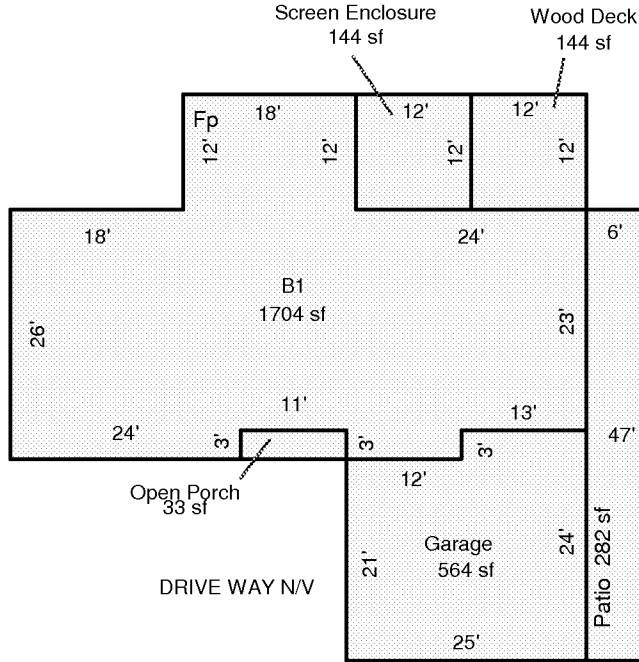 Screen Enclosure
144 sf
Wood Deck
144 sf
Fp
18'
12'
12'
12'
12'
12'
12'
18'
24'
6'
B1
1704 sf
26'
23'
11'
13'
24'
3'
3'
3'
47'
12'
Open Porch
33 sf
Garage
564 sf
21'
24'
Patio 282 sf
DRIVE WAY N/V
25'